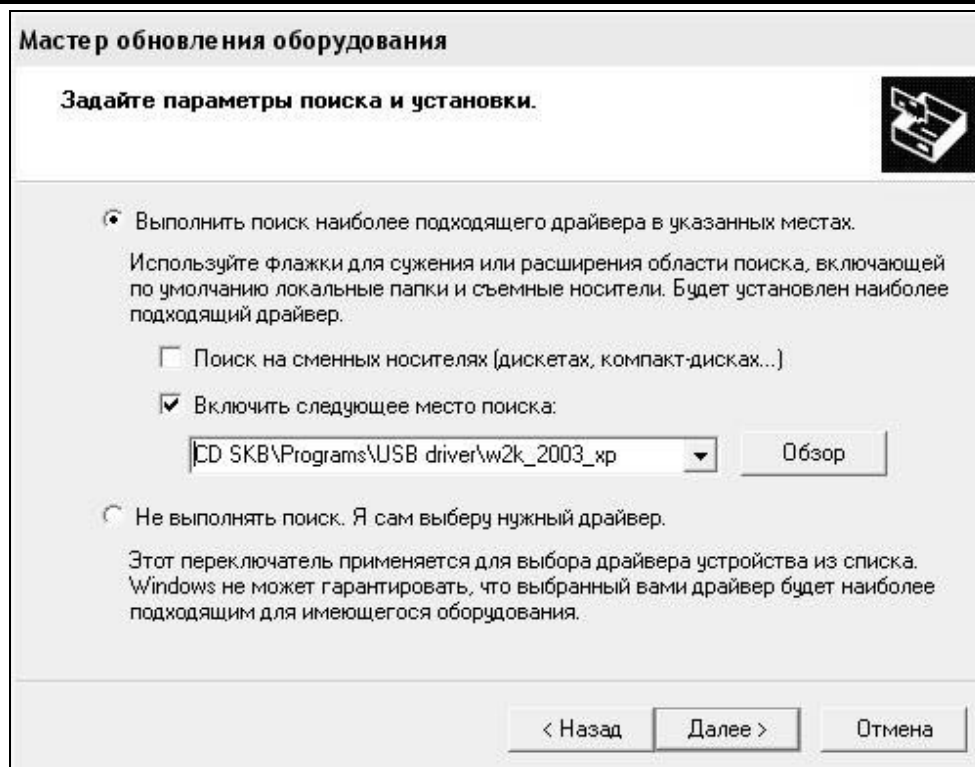 Мастер обновления оборудования
Задайте параметры поиска и установки.
Выполнить поиск наиболее подходящего драйвера в указанных местах.
Используйте флажки для сужения или расширения области поиска, включающей
по умолчанию локальные папки и съемные носители. Будет установлен наиболее
подходящий драйвер.
Поиск на сменных носителях (дискетах, компакт-дисках...)
Включить следующее место поиска:
CD SKB\Programs\USB driver\w2k_2003_xp
Обзор
Не выполнять поиск. Я сам выберу нужный драйвер.
Этот переключатель применяется для выбора драйвера устройства из списка.
Windows не может гарантировать, что выбранный вами драйвер будет наиболее
подходящим для имеющегося оборудования.
< Назад
Далее >
Отмена